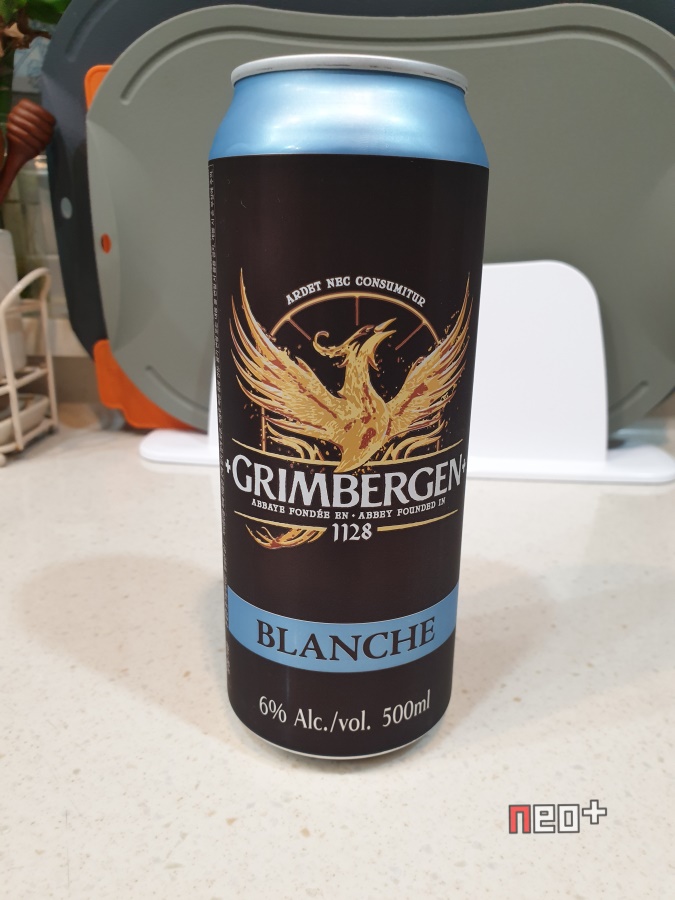 ARDET NEC CONSUMITUR
GRIMBERGEN
ABBAYE FONDÉE EN • ABBEY FOUNDED IN
1128
BLANCHE
6% Alc./vol. 500ml
neo+